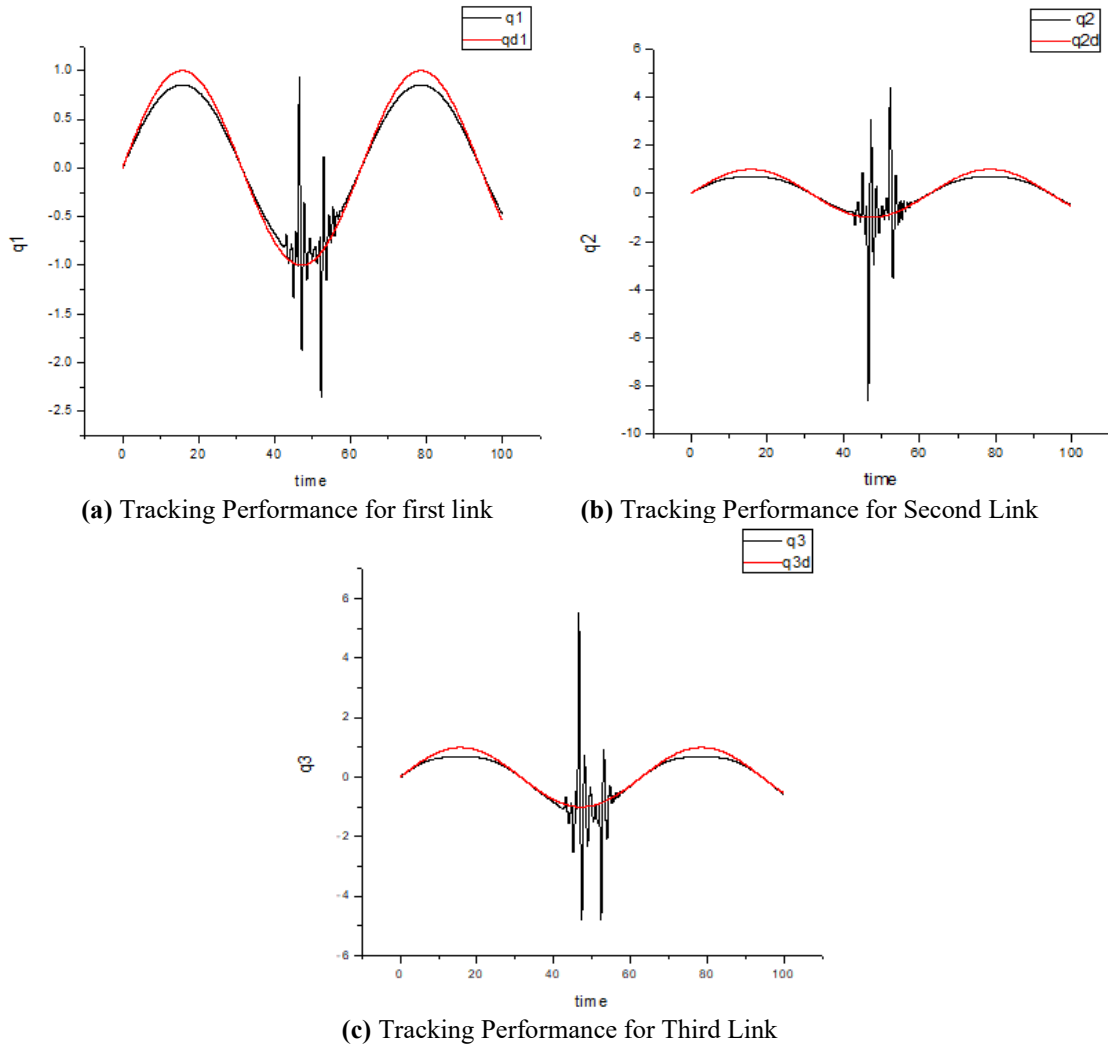 q1
qd1
1.0
0.5
0.0
-0.5
-1.0
-1.5
-2.0
-2.5
q1
0 20 40 60 80 100
time
(a) Tracking Performance for first link
q2
q2d
6
4
2
0
-2
-4
-6
-8
-10
q2
0 20 40 60 80 100
time
(b) Tracking Performance for Second Link
q3
q3d
6
4
2
0
-2
-4
-6
q3
0 20 40 60 80 100
time
(c) Tracking Performance for Third Link